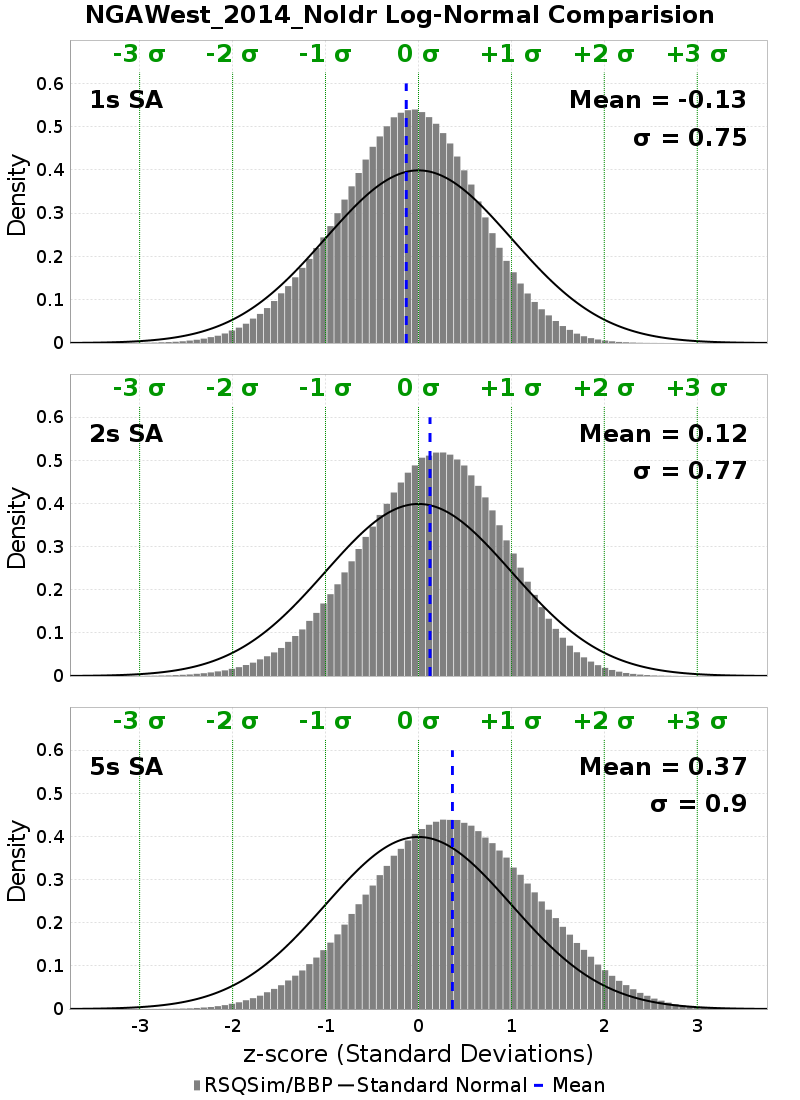 NGAWest_2014_NoIdr Log-Normal Comparision
-3 σ -2 σ -1 σ 0 σ +1 σ +2 σ +3 σ
0.6
1s SA
Mean = -0.13
0.5
σ = 0.75
0.4
0.3
0.2
0.1
0
Density
-3 σ -2 σ -1 σ 0 σ +1 σ +2 σ +3 σ
0.6
2s SA
Mean = 0.12
0.5
σ = 0.77
0.4
0.3
0.2
0.1
0
Density
-3 σ -2 σ -1 σ 0 σ +1 σ +2 σ +3 σ
0.6
5s SA
Mean = 0.37
0.5
σ = 0.9
0.4
0.3
0.2
0.1
0
Density
-3 -2 -1 0 1 2 3
z-score (Standard Deviations)
RSQSim/BBP Standard Normal Mean